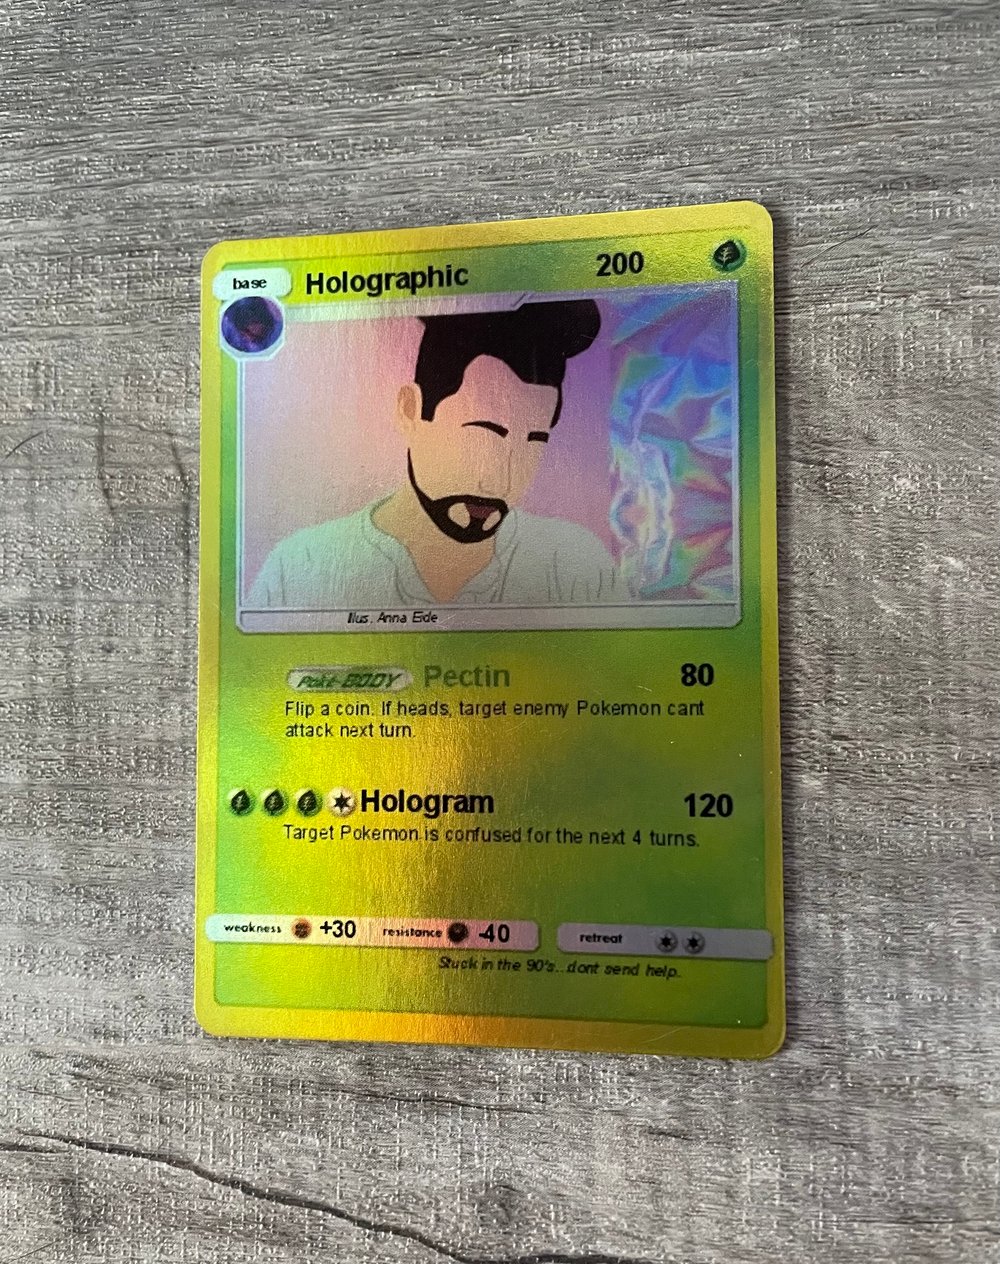 base Holographic 200
Illus. Anna Eide
Poké-BODY Pectin 80
Flip a coin. If heads, target enemy Pokemon cant
attack next turn.
Hologram 120
Target Pokemon is confused for the next 4 turns.
weakness +30 resistance -40 retreat
Stuck in the 90's...dont send help.